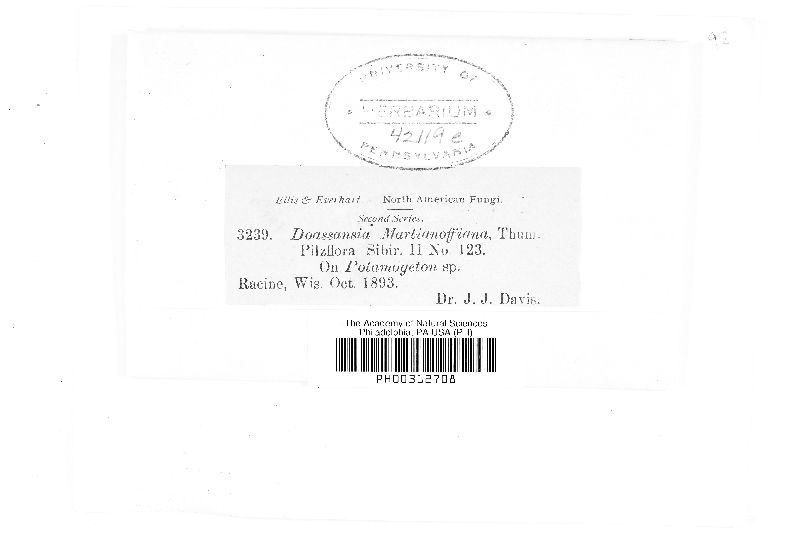 92
UNIVERSITY OF
HERBARIUM
42119 e
PENNSYLVANIA
Ellis & Everhart. North American Fungi.
Second Series.
3239. Doassansia Martianoffiana, Thum.
Pilzflora Sibir. II No. 123.
On Potamogeton sp.
Racine, Wis. Oct. 1893.
Dr. J. J. Davis.
The Academy of Natural Sciences
Philadelphia, PA USA (PH)
PH00312708